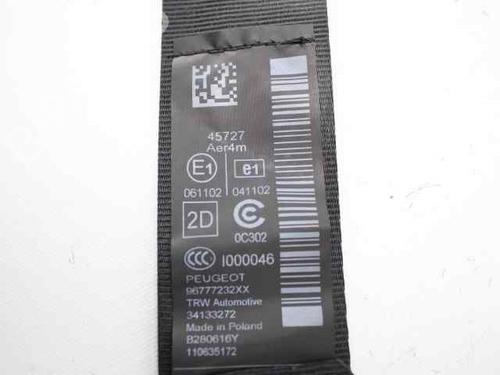 45727
Aer4m
E1 e1
061102 041102
2D
0C302
CCC I000046
PEUGEOT
96777232XX
TRW Automotive
34133272
Made in Poland
B280616Y
110635172